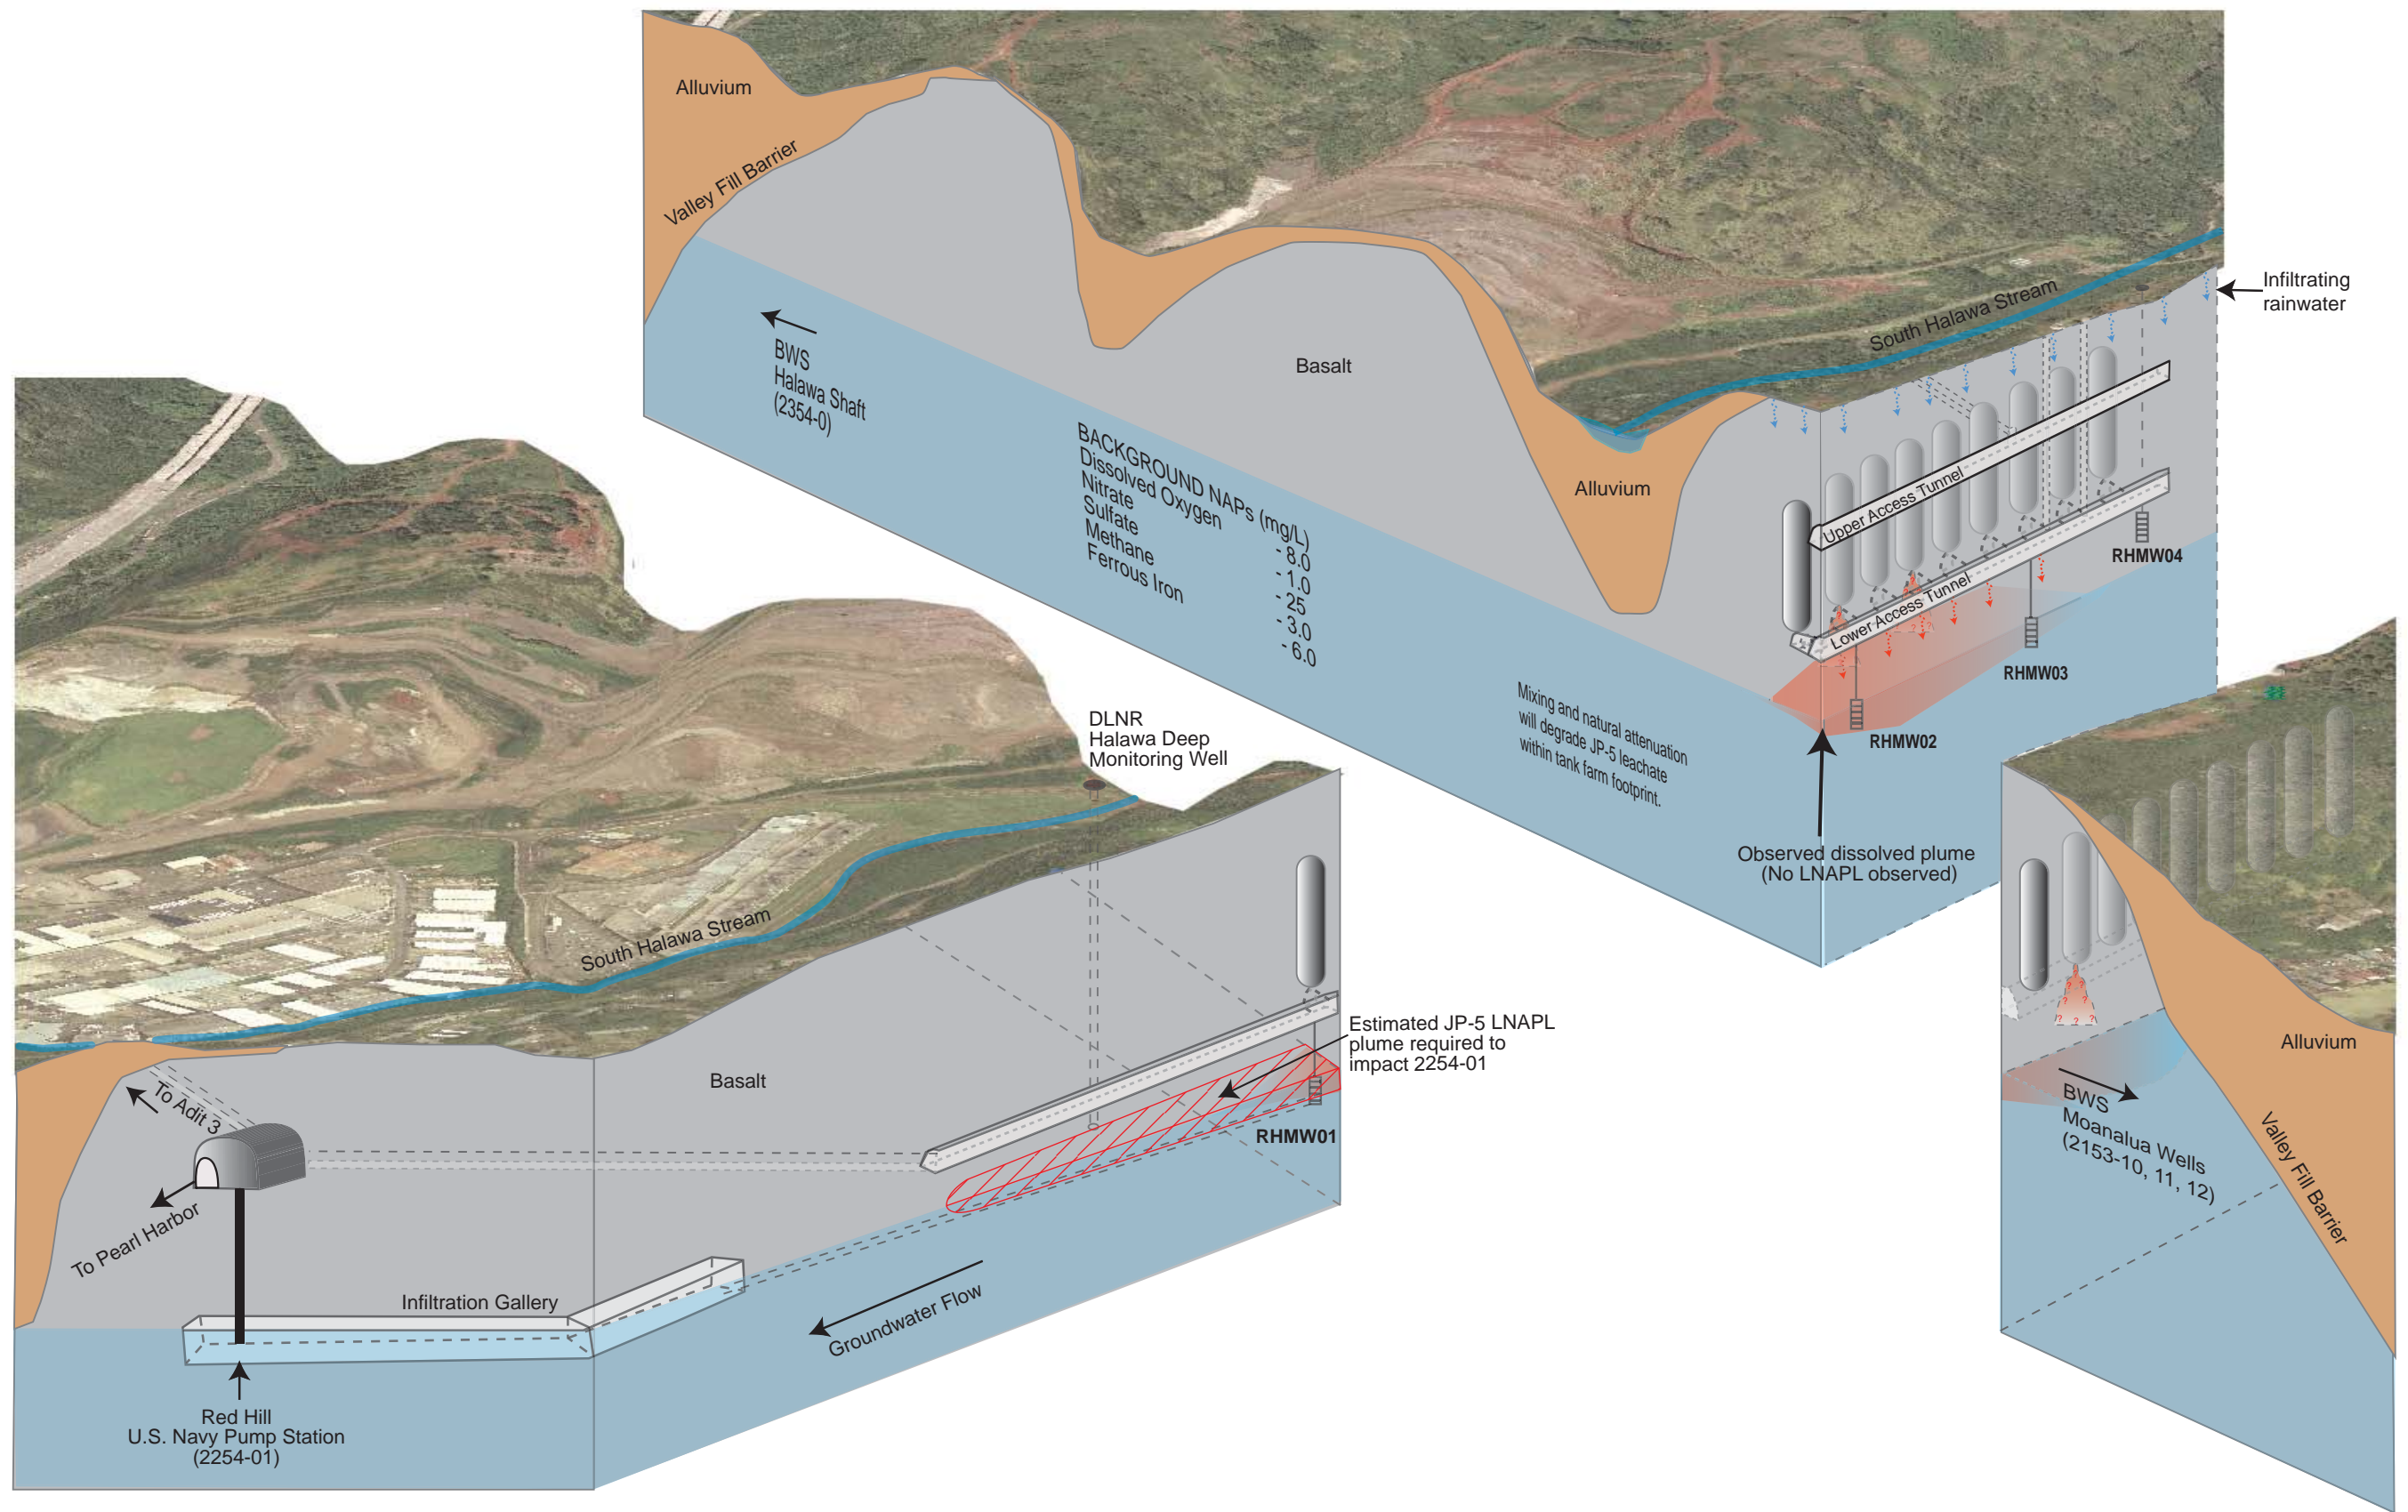 Alluvium
Valley Fill Barrier
BWS
Halawa Shaft
(2354-0)
BACKGROUND NAPs (mg/L)
Dissolved Oxygen - 8.0
Nitrate - 1.0
Sulfate - 25
Methane - 3.0
Ferrous Iron - 6.0
Basalt
Alluvium
South Halawa Stream
Infiltrating
rainwater
Upper Access Tunnel
Lower Access Tunnel
RHMW04
RHMW03
RHMW02
Mixing and natural attenuation
will degrade JP-5 leachate
within tank farm footprint.
Observed dissolved plume
(No LNAPL observed)
DLNR
Halawa Deep
Monitoring Well
South Halawa Stream
Basalt
Estimated JP-5 LNAPL
plume required to
impact 2254-01
RHMW01
To Adit 3
To Pearl Harbor
Infiltration Gallery
Groundwater Flow
Red Hill
U.S. Navy Pump Station
(2254-01)
? ?
? ?
? ? ?
BWS
Moanalua Wells
(2153-10, 11, 12)
Alluvium
Valley Fill Barrier